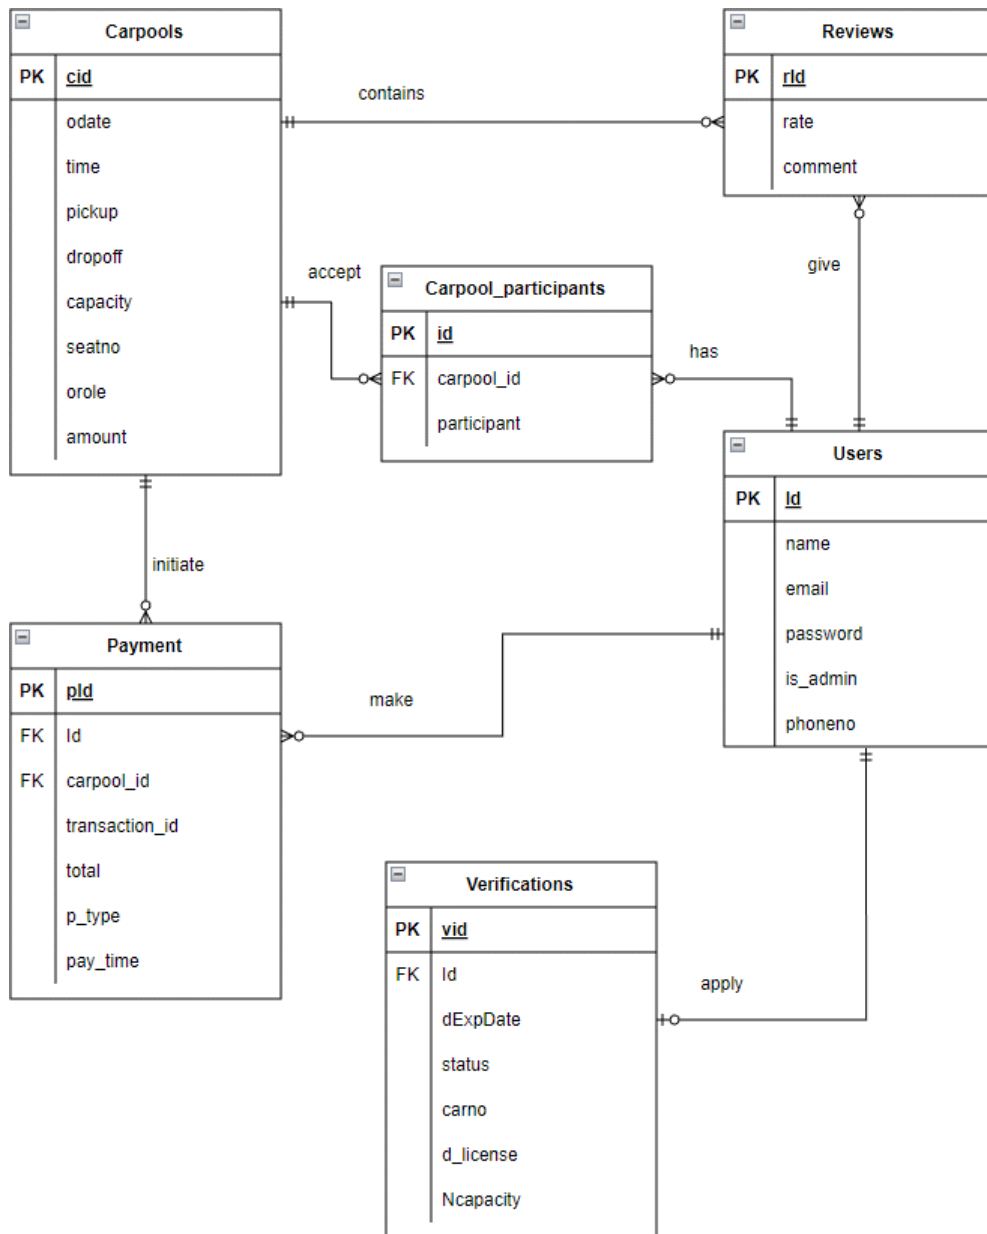 Carpools
PK cid
odate
time
pickup
dropoff
capacity
seatno
orole
amount
contains
Reviews
PK rId
rate
comment
accept
Carpool_participants
PK id
FK carpool_id
participant
has
give
Users
PK Id
name
email
password
is_admin
phoneno
initiate
Payment
PK pId
FK Id
FK carpool_id
transaction_id
total
p_type
pay_time
make
Verifications
PK vid
FK Id
dExpDate
status
carno
d_license
Ncapacity
apply